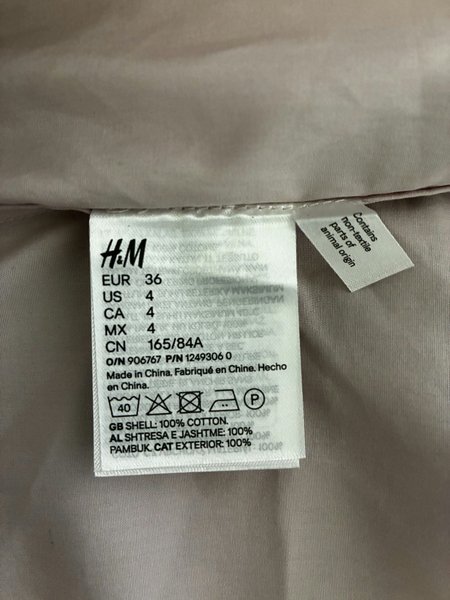 H&M
EUR 36
US 4
CA 4
MX 4
CN 165/84A
O/N 906767 P/N 1249306 0
Made in China. Fabriqué en Chine. Hecho
en China.
40
P
GB SHELL: 100% COTTON.
AL SHTRESA E JASHTME: 100%
PAMBUK. CAT EXTERIOR: 100%
Contains
non-textile
parts of
animal origin